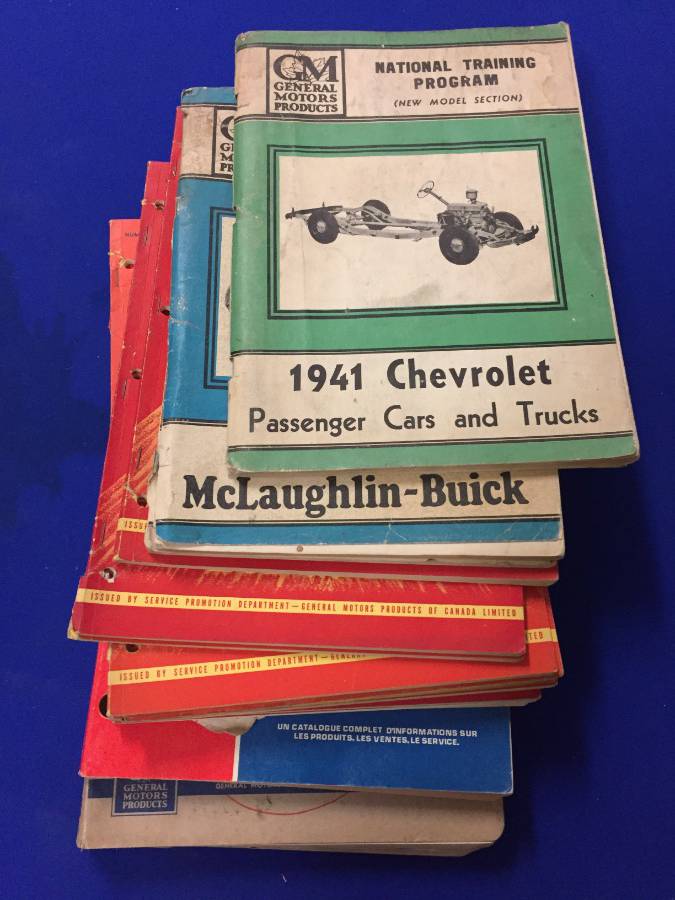 GM
GENERAL
MOTORS
PRODUCTS
NATIONAL TRAINING
PROGRAM
(NEW MODEL SECTION)
1941 Chevrolet
Passenger Cars and Trucks
McLaughlin-Buick
ISSUED BY SERVICE PROMOTION DEPARTMENT—GENERAL MOTORS PRODUCTS OF CANADA LIMITED
ISSUED BY SERVICE PROMOTION DEPARTMENT—
UN CATALOGUE COMPLET D'INFORMATIONS SUR
LES PRODUITS, LES VENTES, LE SERVICE.
GENERAL
MOTORS
PRODUCTS